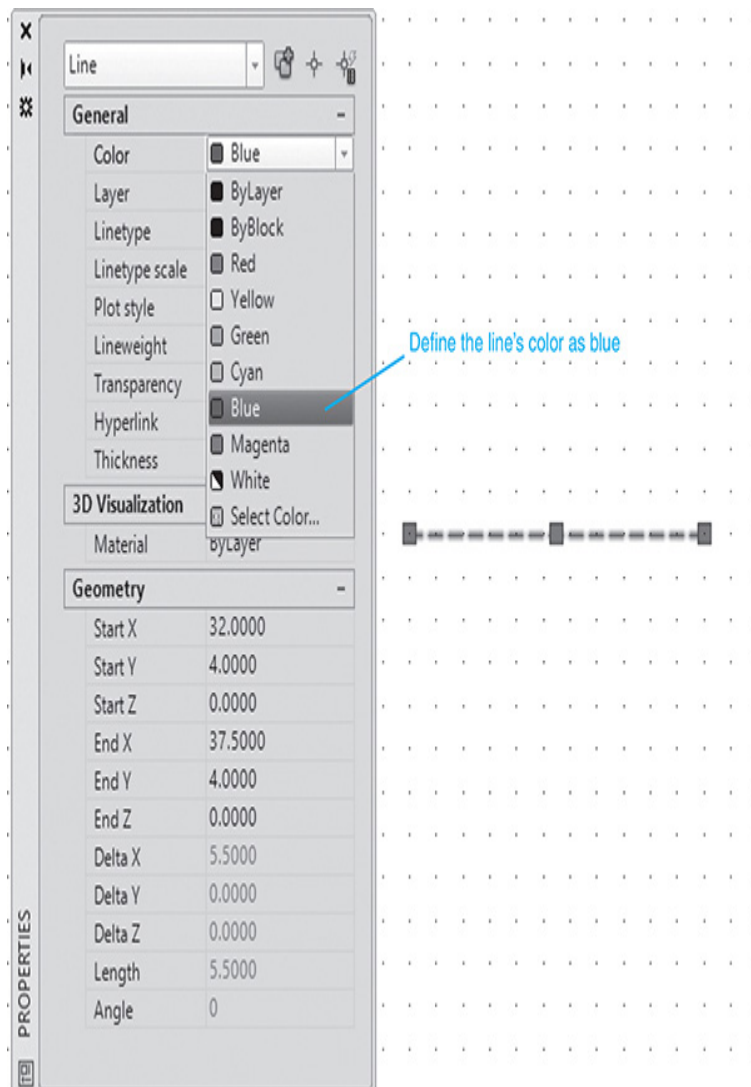 Line
General
Color Blue
Layer ByLayer
Linetype ByBlock
Linetype scale Red
Plot style Yellow
Lineweight Green
Transparency Cyan
Hyperlink Blue
Thickness Magenta
White
3D Visualization
Select Color...
Material ByLayer
Geometry
Start X 32.0000
Start Y 4.0000
Start Z 0.0000
End X 37.5000
End Y 4.0000
End Z 0.0000
Delta X 5.5000
Delta Y 0.0000
Delta Z 0.0000
Length 5.5000
Angle 0
PROPERTIES
Define the line's color as blue